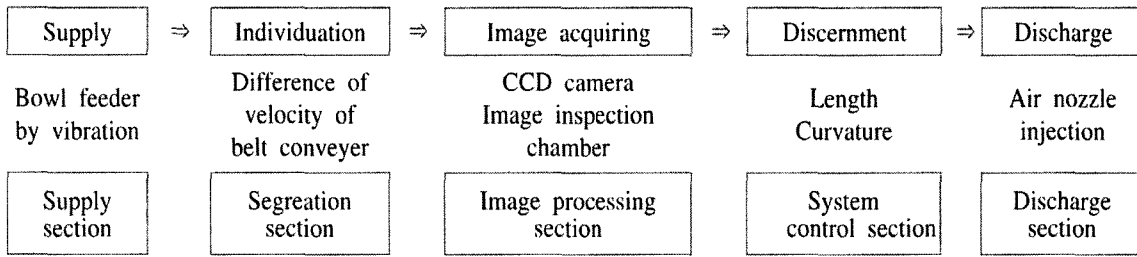 Supply ⇒ Individuation ⇒ Image acquiring ⇒ Discernment ⇒ Discharge
Bowl feeder
by vibration
Difference of
velocity of
belt conveyer
CCD camera
Image inspection
chamber
Length
Curvature
Air nozzle
injection
Supply
section
Segreation
section
Image processing
section
System
control section
Discharge
section